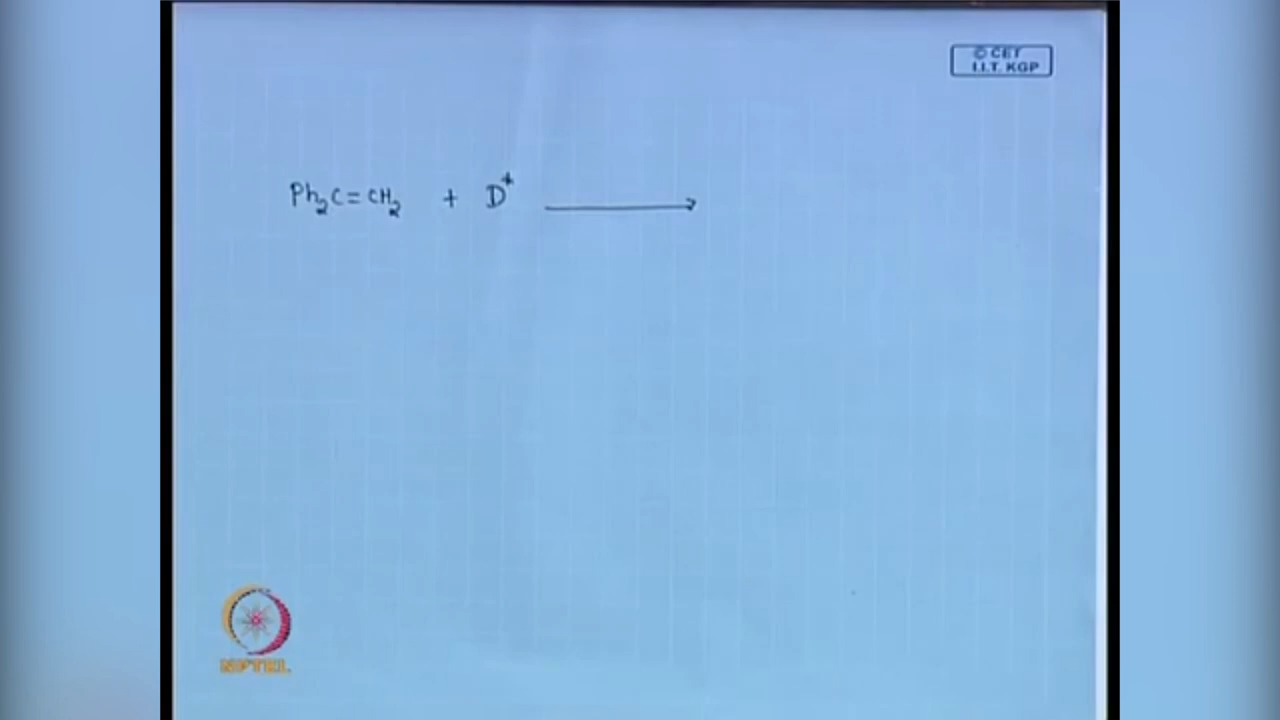 © CET
I.I.T. KGP
Ph₂C=CH₂ + D⁺ ⟶
NPTEL